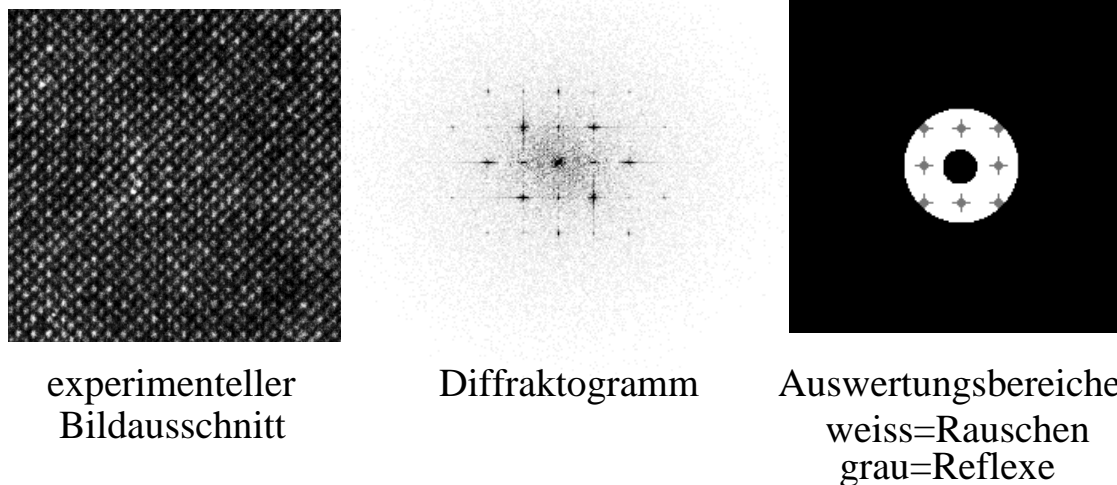 experimenteller
Bildausschnitt
Diffraktogramm
Auswertungsbereiche
weiss=Rauschen
grau=Reflexe